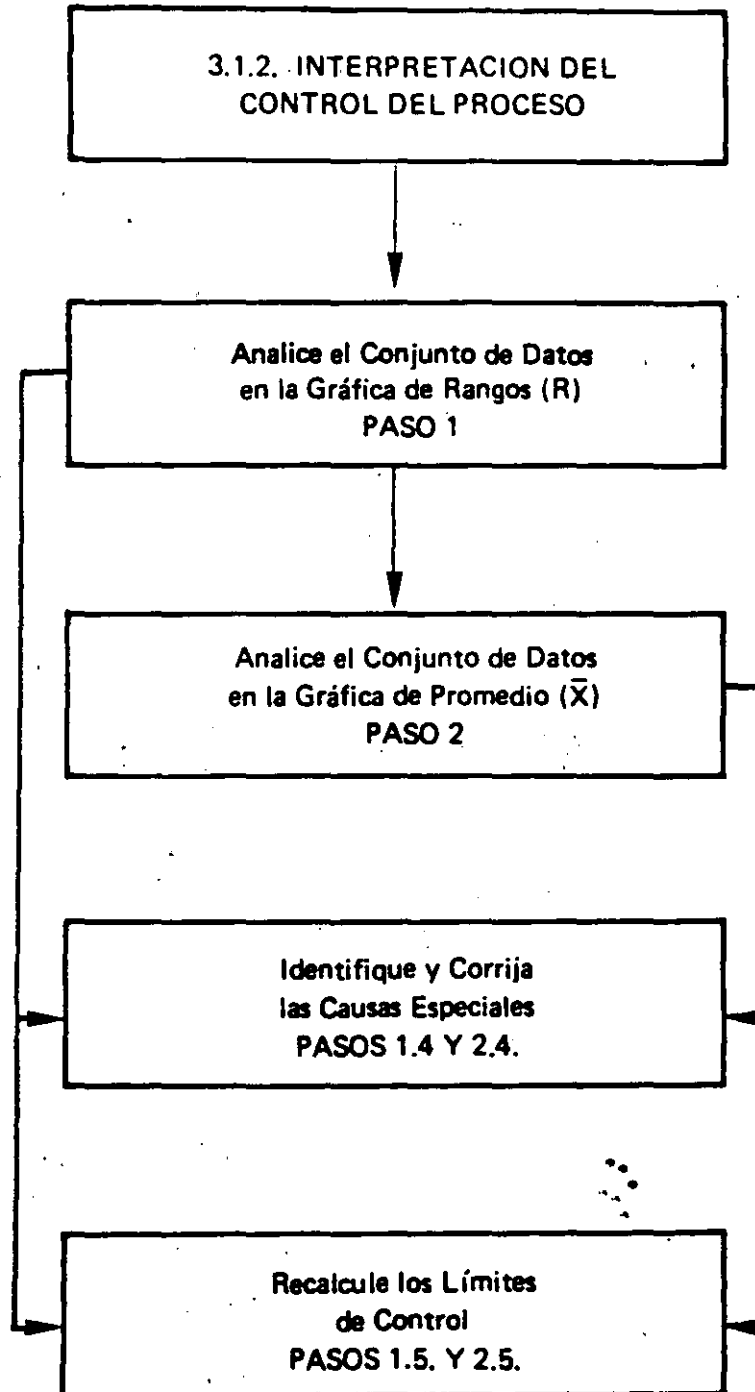 3.1.2. INTERPRETACION DEL
CONTROL DEL PROCESO
Analice el Conjunto de Datos
en la Gráfica de Rangos (R)
PASO 1
Analice el Conjunto de Datos
en la Gráfica de Promedio (X̄)
PASO 2
Identifique y Corrija
las Causas Especiales
PASOS 1.4 Y 2.4.
Recalcule los Límites
de Control
PASOS 1.5. Y 2.5.